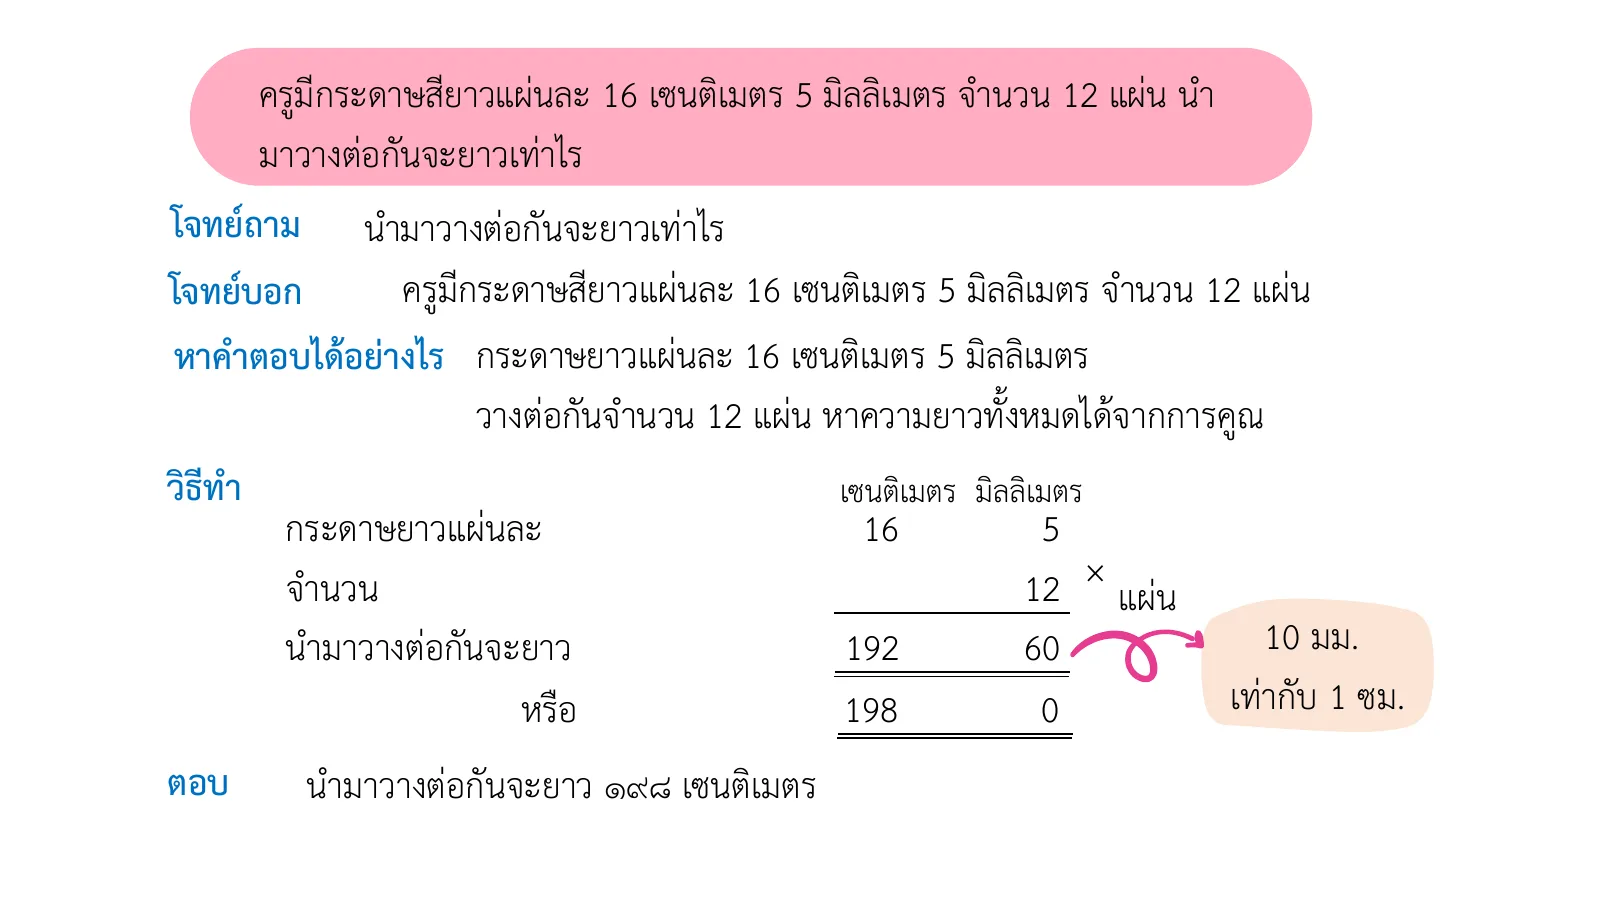 ครูมีกระดาษสียาวแผ่นละ 16 เซนติเมตร 5 มิลลิเมตร จำนวน 12 แผ่น นำ
มาวางต่อกันจะยาวเท่าไร
โจทย์ถาม นำมาวางต่อกันจะยาวเท่าไร
โจทย์บอก ครูมีกระดาษสียาวแผ่นละ 16 เซนติเมตร 5 มิลลิเมตร จำนวน 12 แผ่น
หาคำตอบได้อย่างไร กระดาษยาวแผ่นละ 16 เซนติเมตร 5 มิลลิเมตร
วางต่อกันจำนวน 12 แผ่น หาความยาวทั้งหมดได้จากการคูณ
วิธีทำ
เซนติเมตร มิลลิเมตร
กระดาษยาวแผ่นละ 16 5
จำนวน 12 × แผ่น
นำมาวางต่อกันจะยาว 192 60
10 มม.
เท่ากับ 1 ซม.
หรือ 198 0
ตอบ นำมาวางต่อกันจะยาว ๑๙๘ เซนติเมตร